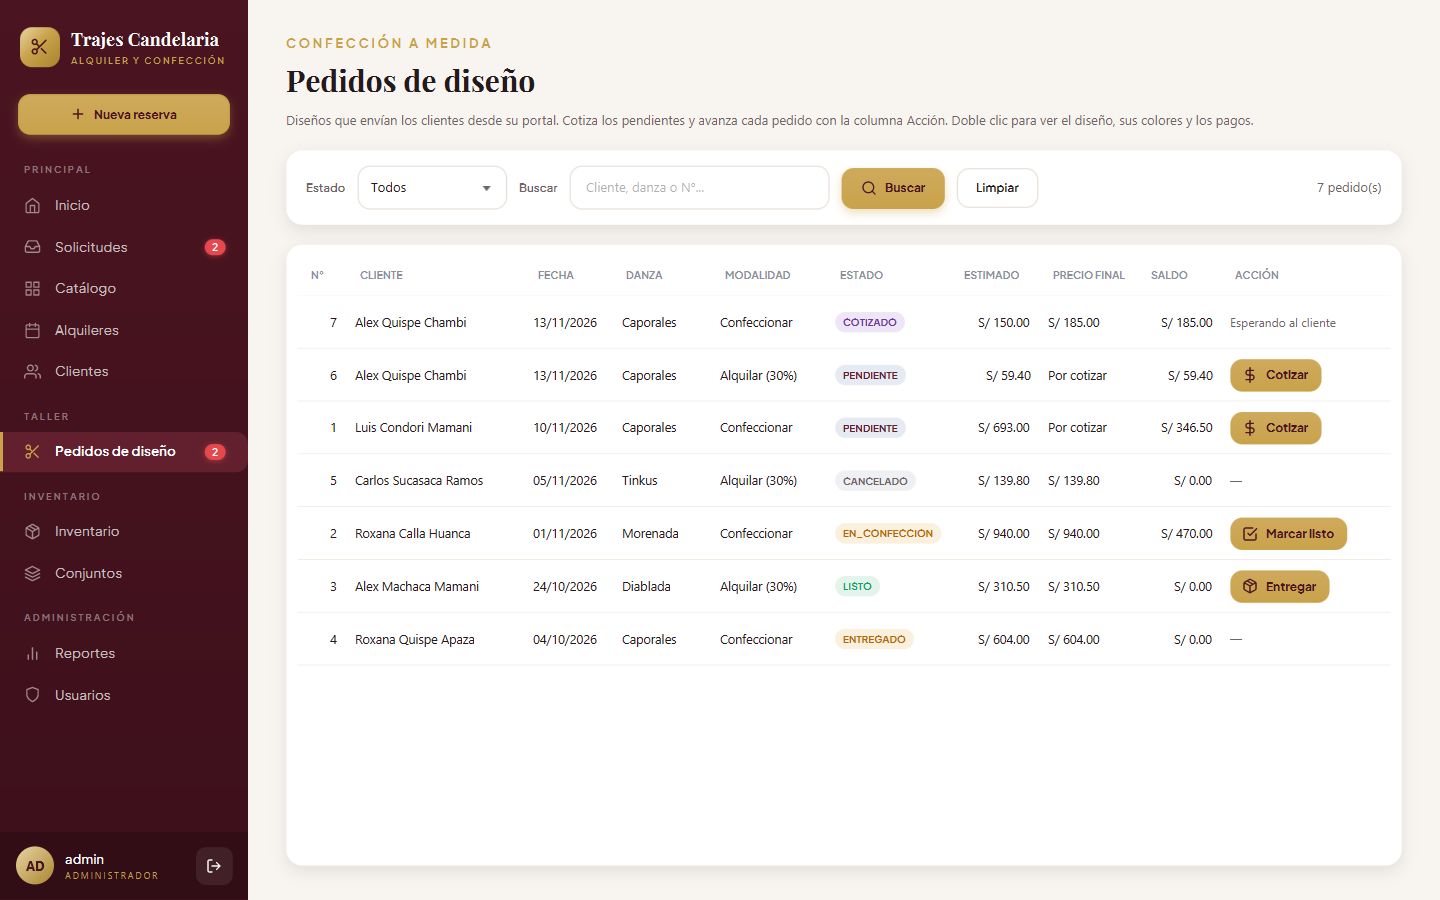 Trajes Candelaria
ALQUILER Y CONFECCIÓN
Nueva reserva
PRINCIPAL
Inicio
Solicitudes 2
Catálogo
Alquileres
Clientes
TALLER
Pedidos de diseño 2
INVENTARIO
Inventario
Conjuntos
ADMINISTRACIÓN
Reportes
Usuarios
AD
admin
ADMINISTRADOR
CONFECCIÓN A MEDIDA
Pedidos de diseño
Diseños que envían los clientes desde su portal. Cotiza los pendientes y avanza cada pedido con la columna Acción. Doble clic para ver el diseño, sus colores y los pagos.
Estado Todos Buscar Cliente, danza o N°... Buscar Limpiar 7 pedido(s)
N° CLIENTE FECHA DANZA MODALIDAD ESTADO ESTIMADO PRECIO FINAL SALDO ACCIÓN
7 Alex Quispe Chambi 13/11/2026 Caporales Confeccionar COTIZADO S/ 150.00 S/ 185.00 S/ 185.00 Esperando al cliente
6 Alex Quispe Chambi 13/11/2026 Caporales Alquilar (30%) PENDIENTE S/ 59.40 Por cotizar S/ 59.40 Cotizar
1 Luis Condori Mamani 10/11/2026 Caporales Confeccionar PENDIENTE S/ 693.00 Por cotizar S/ 346.50 Cotizar
5 Carlos Sucasaca Ramos 05/11/2026 Tinkus Alquilar (30%) CANCELADO S/ 139.80 S/ 139.80 S/ 0.00 —
2 Roxana Calla Huanca 01/11/2026 Morenada Confeccionar EN_CONFECCION S/ 940.00 S/ 940.00 S/ 470.00 Marcar listo
3 Alex Machaca Mamani 24/10/2026 Diablada Alquilar (30%) LISTO S/ 310.50 S/ 310.50 S/ 0.00 Entregar
4 Roxana Quispe Apaza 04/10/2026 Caporales Confeccionar ENTREGADO S/ 604.00 S/ 604.00 S/ 0.00 —